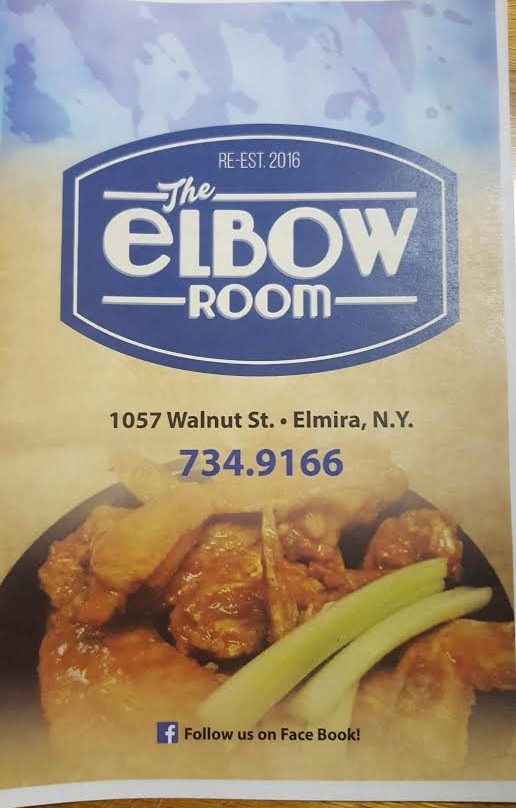 RE-EST. 2016
The
eLBOW
ROOM
1057 Walnut St. • Elmira, N.Y.
734.9166
f Follow us on Face Book!